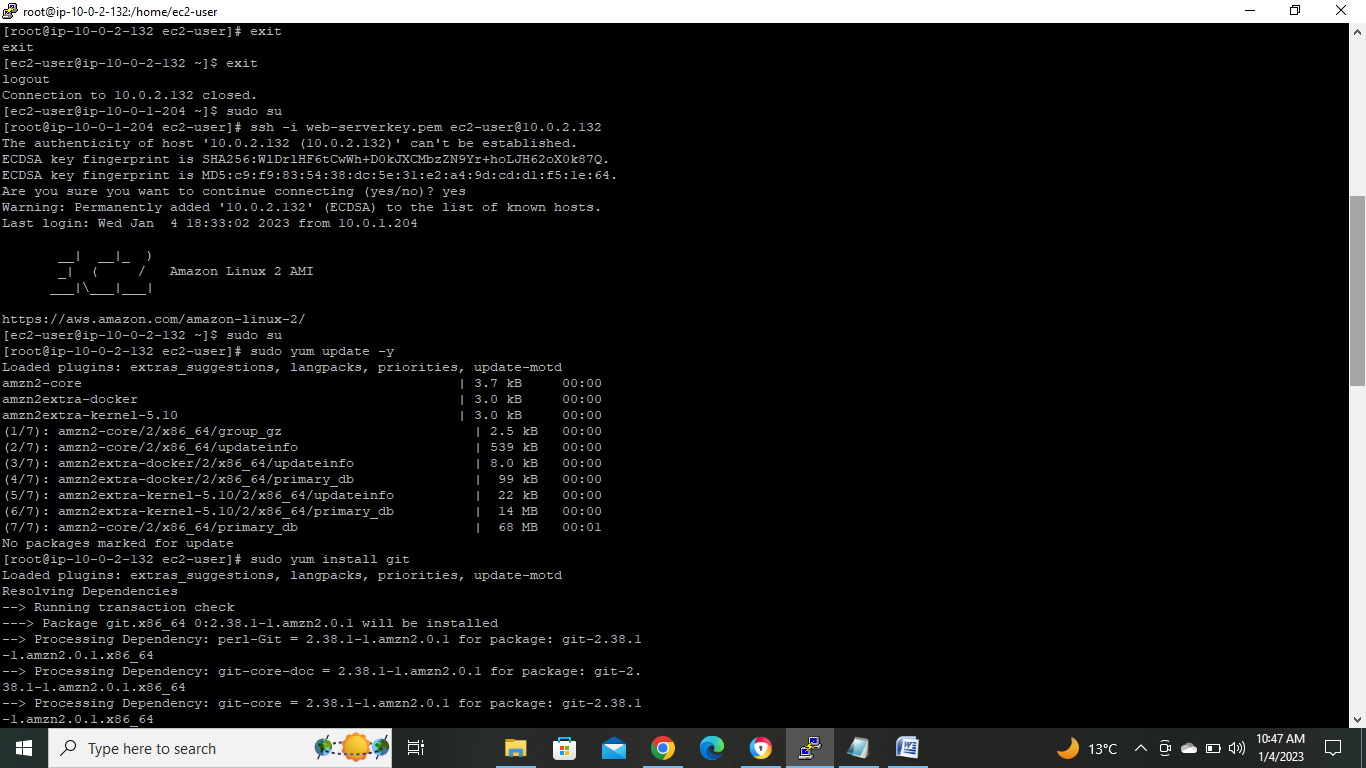 root@ip-10-0-2-132:/home/ec2-user
[root@ip-10-0-2-132 ec2-user]# exit
exit
[ec2-user@ip-10-0-2-132 ~]$ exit
logout
Connection to 10.0.2.132 closed.
[ec2-user@ip-10-0-1-204 ~]$ sudo su
[root@ip-10-0-1-204 ec2-user]# ssh -i web-serverkey.pem ec2-user@10.0.2.132
The authenticity of host '10.0.2.132 (10.0.2.132)' can't be established.
ECDSA key fingerprint is SHA256:WlDrlHF6tCwWh+D0kJXCMbzZN9Yr+hoLJH62oX0k87Q.
ECDSA key fingerprint is MD5:c9:f9:83:54:38:dc:5e:31:e2:a4:9d:cd:d1:f5:1e:64.
Are you sure you want to continue connecting (yes/no)? yes
Warning: Permanently added '10.0.2.132' (ECDSA) to the list of known hosts.
Last login: Wed Jan  4 18:33:02 2023 from 10.0.1.204
       __|  __|_  )
       _|  (     /   Amazon Linux 2 AMI
      ___|\___|___|
https://aws.amazon.com/amazon-linux-2/
[ec2-user@ip-10-0-2-132 ~]$ sudo su
[root@ip-10-0-2-132 ec2-user]# sudo yum update -y
Loaded plugins: extras_suggestions, langpacks, priorities, update-motd
amzn2-core | 3.7 kB 00:00
amzn2extra-docker | 3.0 kB 00:00
amzn2extra-kernel-5.10 | 3.0 kB 00:00
(1/7): amzn2-core/2/x86_64/group_gz | 2.5 kB 00:00
(2/7): amzn2-core/2/x86_64/updateinfo | 539 kB 00:00
(3/7): amzn2extra-docker/2/x86_64/updateinfo | 8.0 kB 00:00
(4/7): amzn2extra-docker/2/x86_64/primary_db | 99 kB 00:00
(5/7): amzn2extra-kernel-5.10/2/x86_64/updateinfo | 22 kB 00:00
(6/7): amzn2extra-kernel-5.10/2/x86_64/primary_db | 14 MB 00:00
(7/7): amzn2-core/2/x86_64/primary_db | 68 MB 00:01
No packages marked for update
[root@ip-10-0-2-132 ec2-user]# sudo yum install git
Loaded plugins: extras_suggestions, langpacks, priorities, update-motd
Resolving Dependencies
--> Running transaction check
---> Package git.x86_64 0:2.38.1-1.amzn2.0.1 will be installed
--> Processing Dependency: perl-Git = 2.38.1-1.amzn2.0.1 for package: git-2.38.1
-1.amzn2.0.1.x86_64
--> Processing Dependency: git-core-doc = 2.38.1-1.amzn2.0.1 for package: git-2.
38.1-1.amzn2.0.1.x86_64
--> Processing Dependency: git-core = 2.38.1-1.amzn2.0.1 for package: git-2.38.1
-1.amzn2.0.1.x86_64
Type here to search
13°C
10:47 AM
1/4/2023